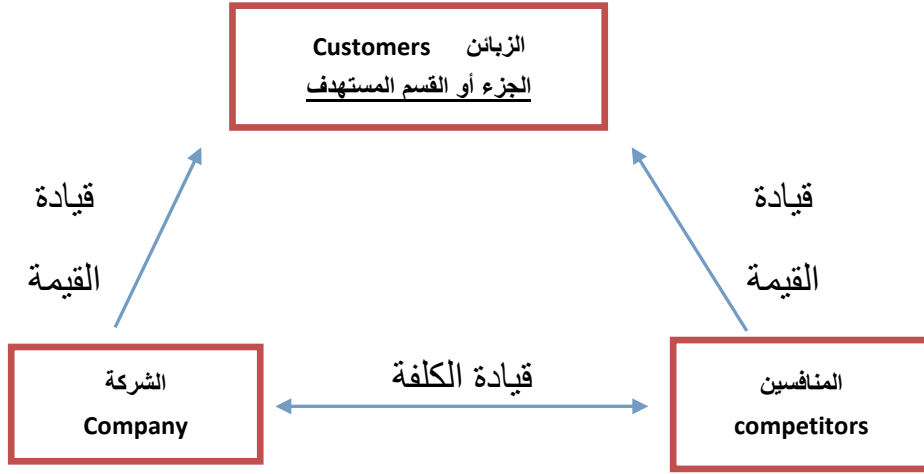 الزبائن Customers
الجزء أو القسم المستهدف
قيادة
القيمة
قيادة
القيمة
المنافسين
competitors
قيادة الكلفة
الشركة
Company